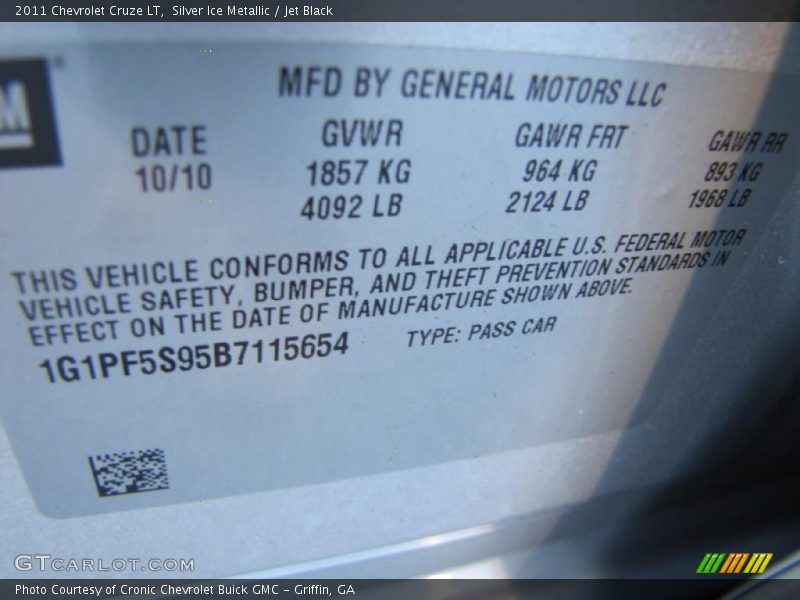 2011 Chevrolet Cruze LT, Silver Ice Metallic / Jet Black
MFD BY GENERAL MOTORS LLC
DATE GVWR GAWR FRT GAWR RR
10/10 1857 KG 964 KG 893 KG
4092 LB 2124 LB 1968 LB
THIS VEHICLE CONFORMS TO ALL APPLICABLE U.S. FEDERAL MOTOR
VEHICLE SAFETY, BUMPER, AND THEFT PREVENTION STANDARDS IN
EFFECT ON THE DATE OF MANUFACTURE SHOWN ABOVE.
1G1PF5S95B7115654 TYPE: PASS CAR
GTCARLOT.COM
Photo Courtesy of Cronic Chevrolet Buick GMC – Griffin, GA